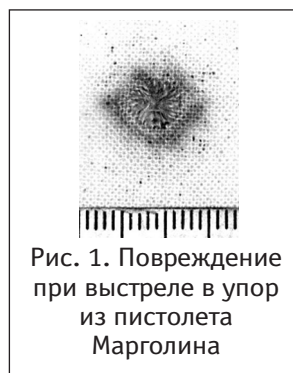 Рис. 1. Повреждение
при выстреле в упор
из пистолета
Марголина